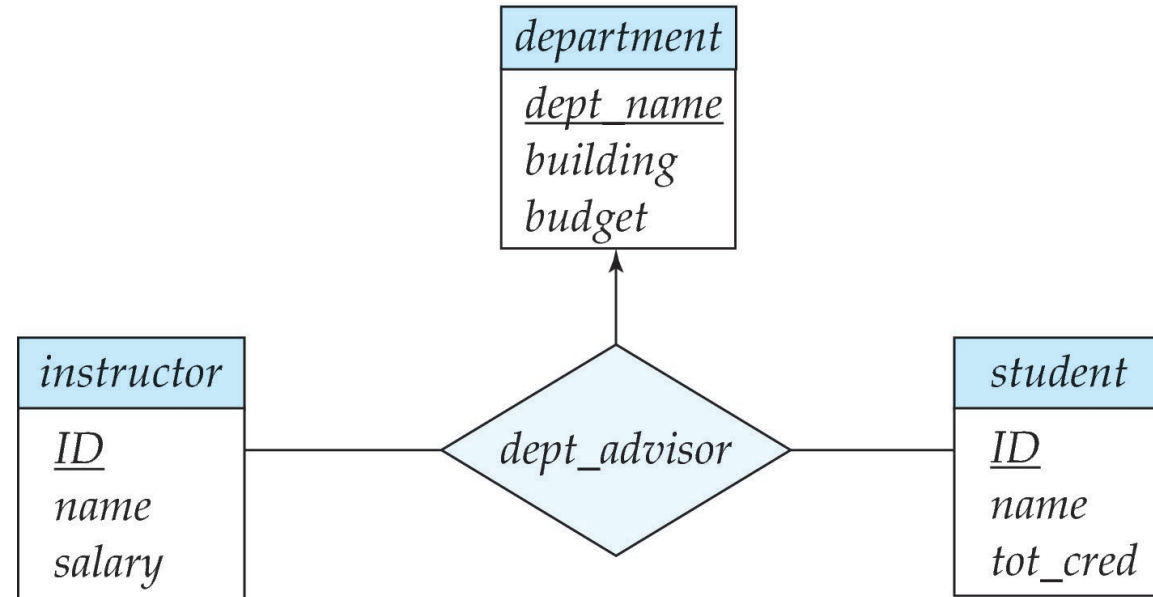 department
dept_name
building
budget
instructor
ID
name
salary
dept_advisor
student
ID
name
tot_cred